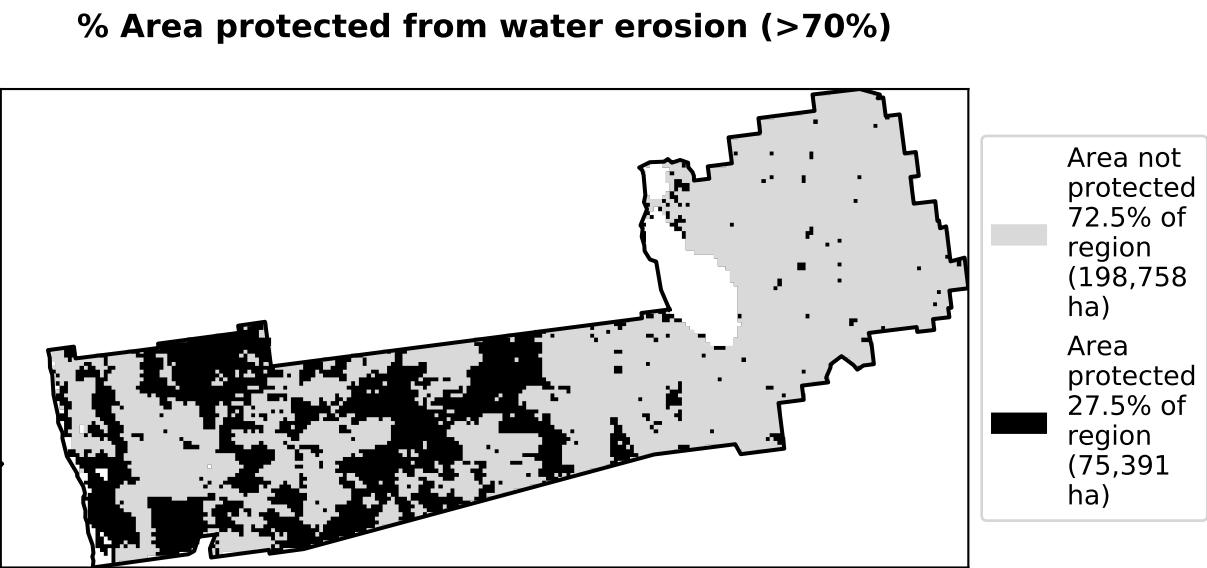 % Area protected from water erosion (>70%)
Area not
protected
72.5% of
region
(198,758
ha)
Area
protected
27.5% of
region
(75,391
ha)